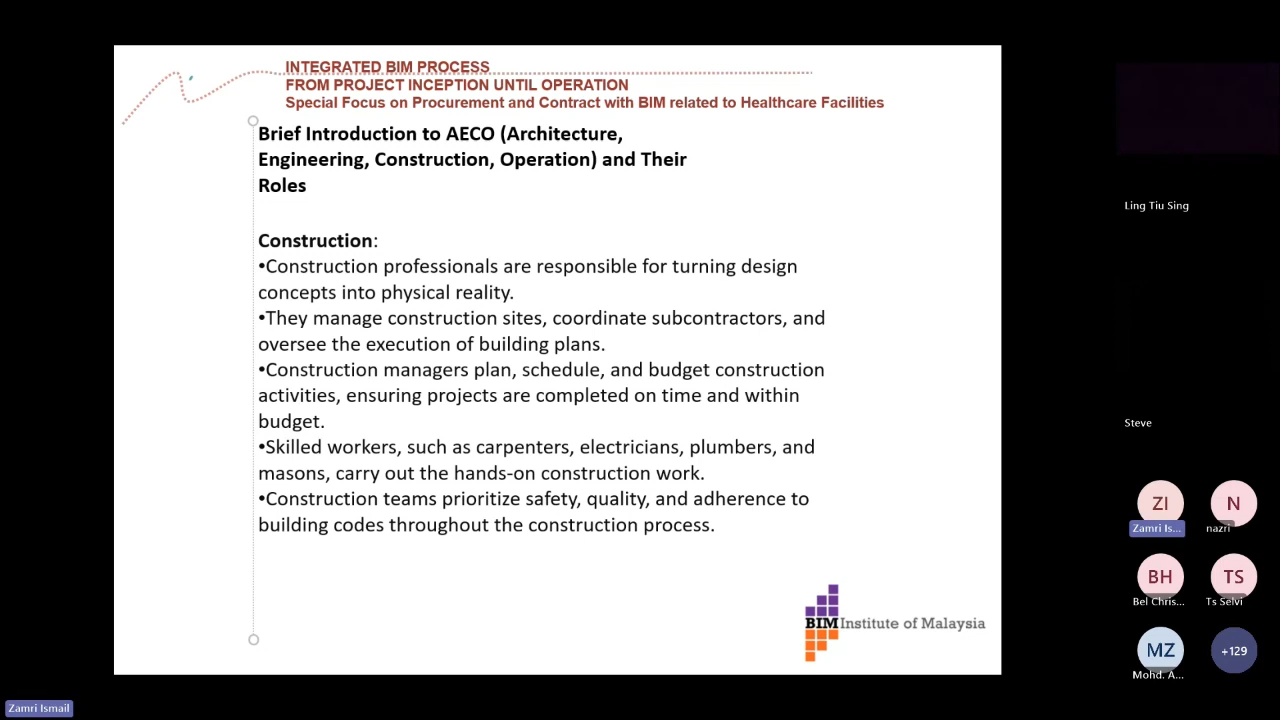 INTEGRATED BIM PROCESS
FROM PROJECT INCEPTION UNTIL OPERATION
Special Focus on Procurement and Contract with BIM related to Healthcare Facilities
Brief Introduction to AECO (Architecture,
Engineering, Construction, Operation) and Their
Roles
Construction:
•Construction professionals are responsible for turning design
concepts into physical reality.
•They manage construction sites, coordinate subcontractors, and
oversee the execution of building plans.
•Construction managers plan, schedule, and budget construction
activities, ensuring projects are completed on time and within
budget.
•Skilled workers, such as carpenters, electricians, plumbers, and
masons, carry out the hands-on construction work.
•Construction teams prioritize safety, quality, and adherence to
building codes throughout the construction process.
BIM Institute of Malaysia
Ling Tiu Sing
Steve
ZI
N
Zamri Is...
nazri
BH
TS
Bel Chris...
Ts Selvi
MZ
+129
Mohd. A...
Zamri Ismail